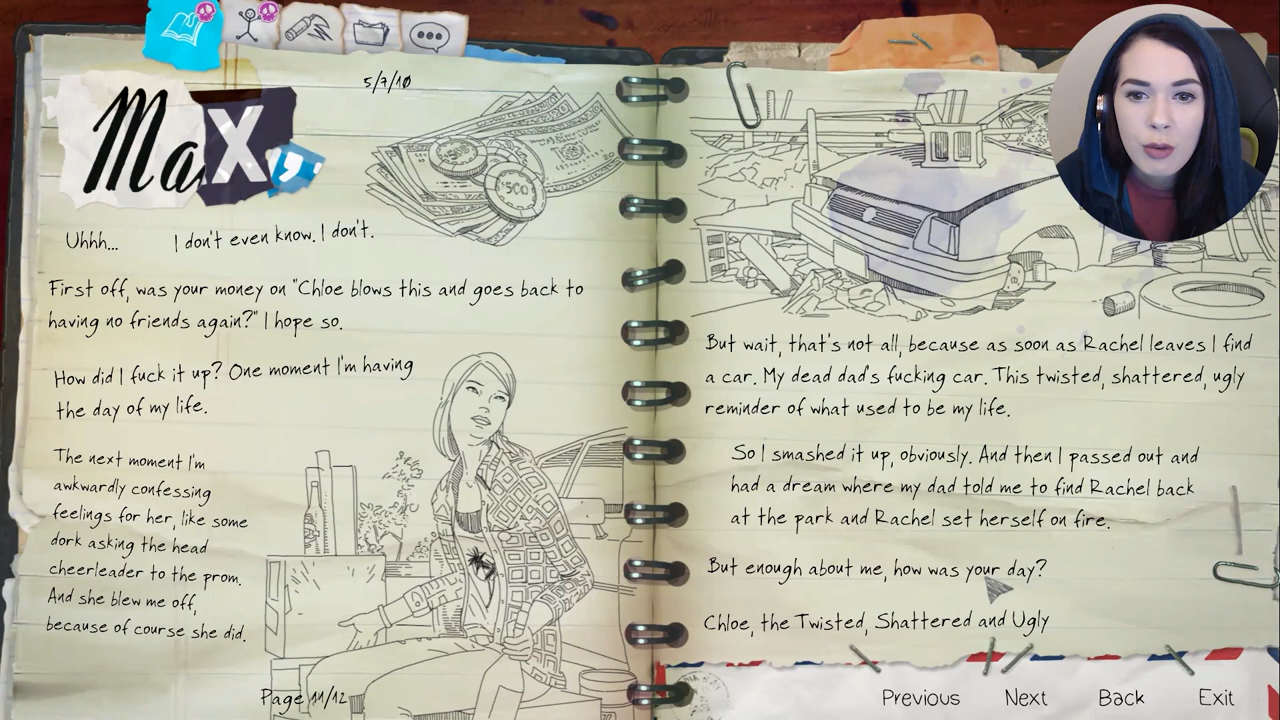 5/7/10
Max,
Uhhh... I don't even know. I don't.
First off, was your money on "Chloe blows this and goes back to
having no friends again?" I hope so.
How did I fuck it up? One moment I'm having
the day of my life.
The next moment I'm
awkwardly confessing
feelings for her, like some
dork asking the head
cheerleader to the prom.
And she blew me off,
because of course she did.
Page 11/12
$500
But wait, that's not all, because as soon as Rachel leaves I find
a car. My dead dad's fucking car. This twisted, shattered, ugly
reminder of what used to be my life.
So I smashed it up, obviously. And then I passed out and
had a dream where my dad told me to find Rachel back
at the park and Rachel set herself on fire.
But enough about me, how was your day?
Chloe, the Twisted, Shattered and Ugly
Previous Next Back Exit